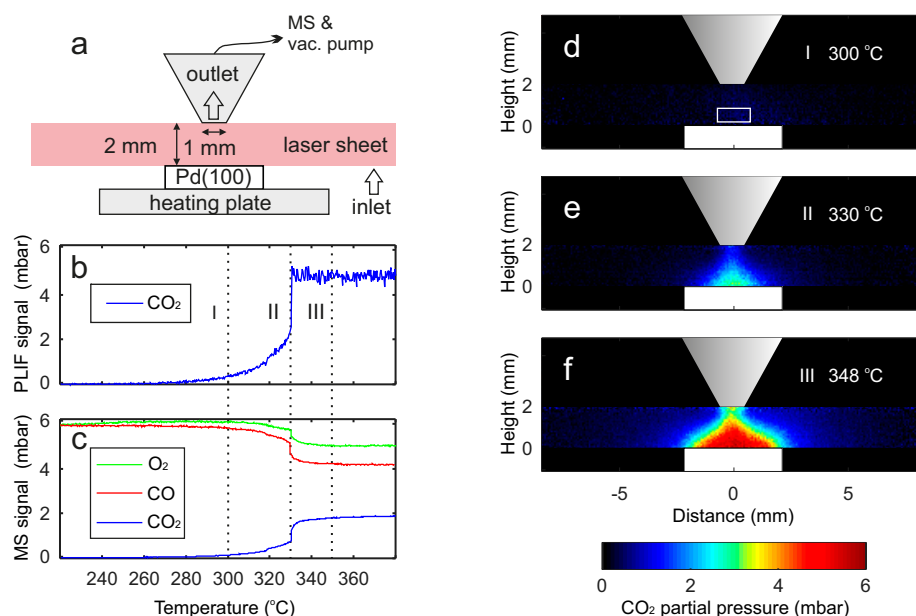 a
MS &
vac. pump
outlet
2 mm
1 mm
laser sheet
Pd(100)
heating plate
inlet
b
PLIF signal (mbar)
6
4
2
0
CO₂
I
II
III
c
MS signal (mbar)
6
4
2
0
O₂
CO
CO₂
240
260
280
300
320
340
360
Temperature (°C)
d
I 300 °C
Height (mm)
2
0
e
II 330 °C
Height (mm)
2
0
f
III 348 °C
Height (mm)
2
0
-5
0
5
Distance (mm)
0
2
4
6
CO₂ partial pressure (mbar)